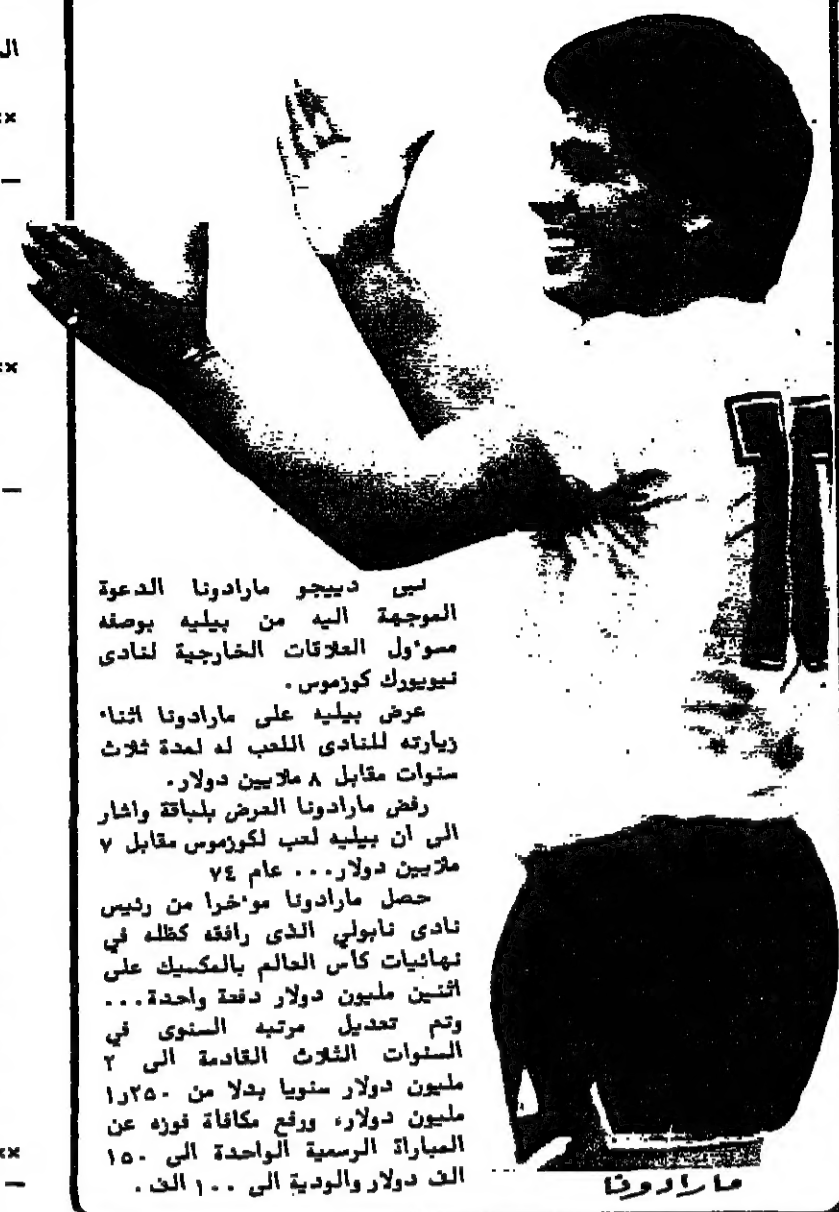 ال
××
—
××
—
××
—
لبى دييجو مارادونا الدعوة
الموجهة اليه من بيليه بوصفه
مسوءول العلاقات الخارجية لنادى
نيويورك كوزموس.
عرض بيليه على مارادونا اثناء
زيارته للنادى اللعب له لمدة ثلاث
سنوات مقابل ٨ ملايين دولار.
رفض مارادونا العرض بلباقة واشار
الى ان بيليه لعب لكوزموس مقابل ٧
ملايين دولار... عام ٧٤
حصل مارادونا موءخرا من رئيس
نادى نابولي الذى رافقه كظله في
نهائيات كأس العالم بالمكسيك على
اثنين مليون دولار دفعة واحدة...
وتم تعديل مرتبه السنوى في
السنوات الثلاث القادمة الى ٢
مليون دولار سنويا بدلا من ٢٥٠ر١
مليون دولار، ورفع مكافاة فوزه عن
المباراة الرسمية الواحدة الى ١٥٠
الف دولار والودية الى ١٠٠ الف.
مارادونا